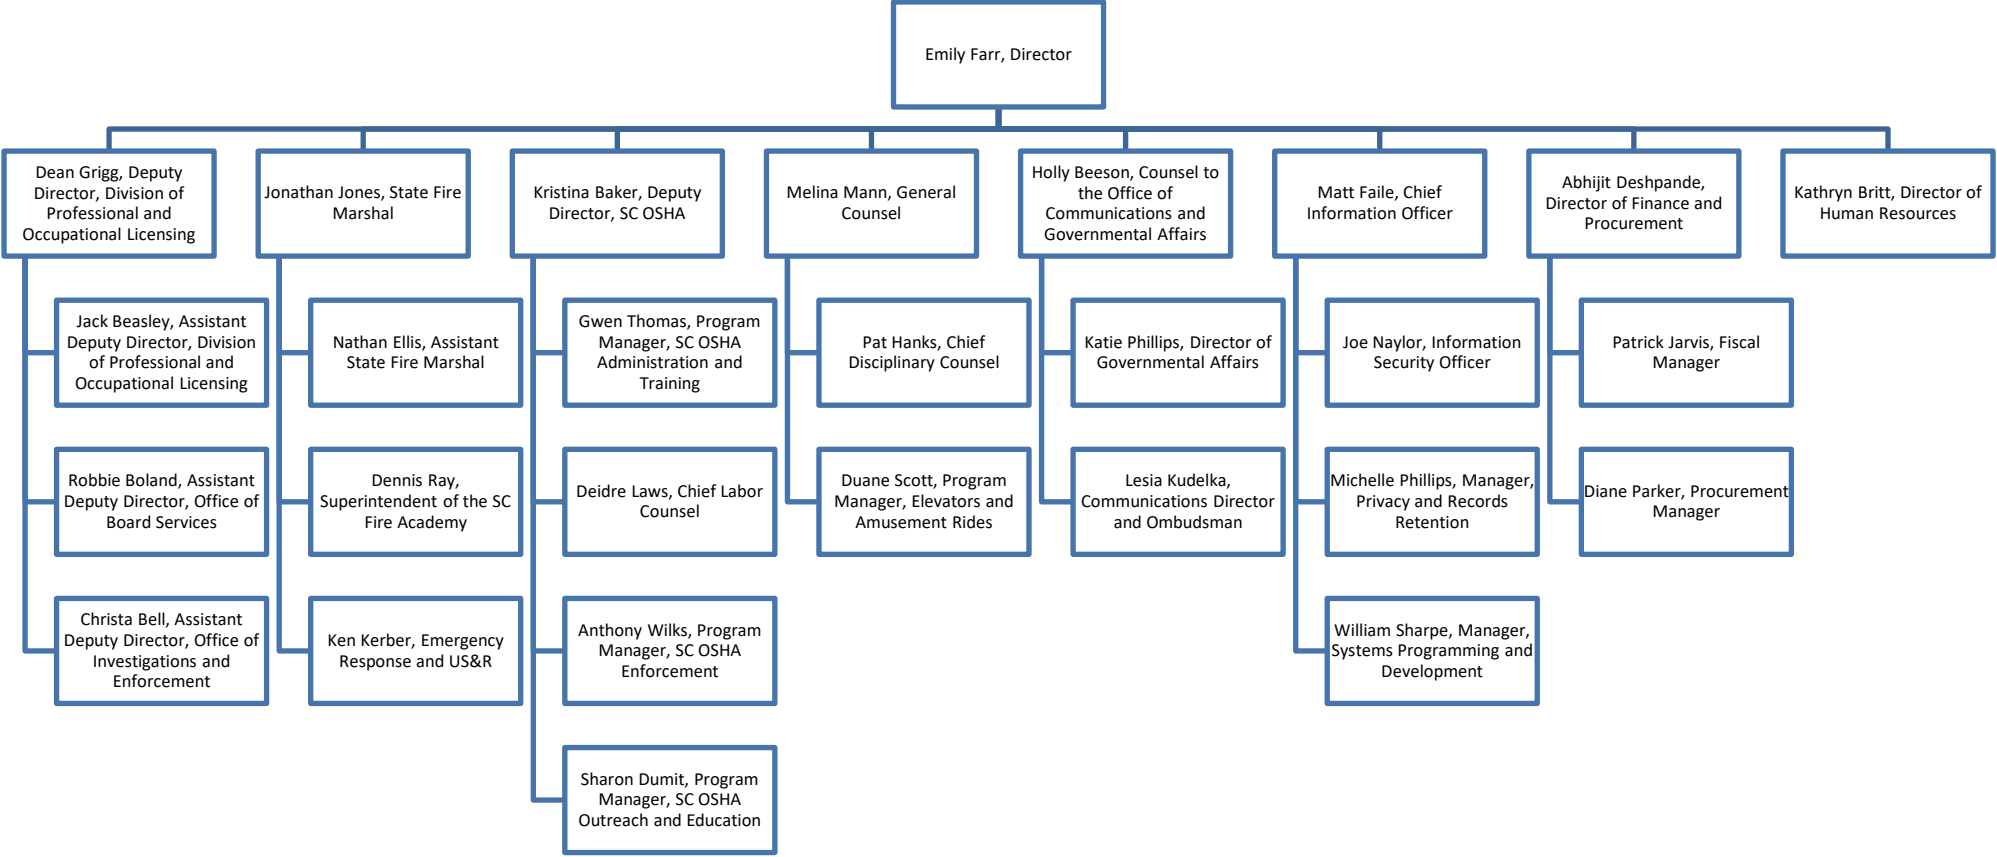 Emily Farr, Director
Dean Grigg, Deputy
Director, Division of
Professional and
Occupational Licensing
Jonathan Jones, State Fire
Marshal
Kristina Baker, Deputy
Director, SC OSHA
Melina Mann, General
Counsel
Holly Beeson, Counsel to
the Office of
Communications and
Governmental Affairs
Matt Faile, Chief
Information Officer
Abhijit Deshpande,
Director of Finance and
Procurement
Kathryn Britt, Director of
Human Resources
Jack Beasley, Assistant
Deputy Director, Division
of Professional and
Occupational Licensing
Nathan Ellis, Assistant
State Fire Marshal
Gwen Thomas, Program
Manager, SC OSHA
Administration and
Training
Pat Hanks, Chief
Disciplinary Counsel
Katie Phillips, Director of
Governmental Affairs
Joe Naylor, Information
Security Officer
Patrick Jarvis, Fiscal
Manager
Robbie Boland, Assistant
Deputy Director, Office of
Board Services
Dennis Ray,
Superintendent of the SC
Fire Academy
Deidre Laws, Chief Labor
Counsel
Duane Scott, Program
Manager, Elevators and
Amusement Rides
Lesia Kudelka,
Communications Director
and Ombudsman
Michelle Phillips, Manager,
Privacy and Records
Retention
Diane Parker, Procurement
Manager
Christa Bell, Assistant
Deputy Director, Office of
Investigations and
Enforcement
Ken Kerber, Emergency
Response and US&R
Anthony Wilks, Program
Manager, SC OSHA
Enforcement
William Sharpe, Manager,
Systems Programming and
Development
Sharon Dumit, Program
Manager, SC OSHA
Outreach and Education